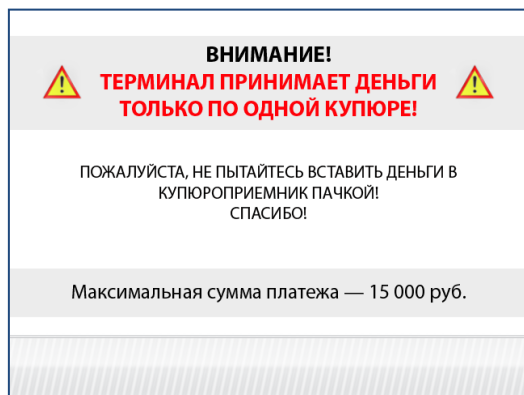 ВНИМАНИЕ!
ТЕРМИНАЛ ПРИНИМАЕТ ДЕНЬГИ
ТОЛЬКО ПО ОДНОЙ КУПЮРЕ!
ПОЖАЛУЙСТА, НЕ ПЫТАЙТЕСЬ ВСТАВИТЬ ДЕНЬГИ В
КУПЮРОПРИЕМНИК ПАЧКОЙ!
СПАСИБО!
Максимальная сумма платежа — 15 000 руб.